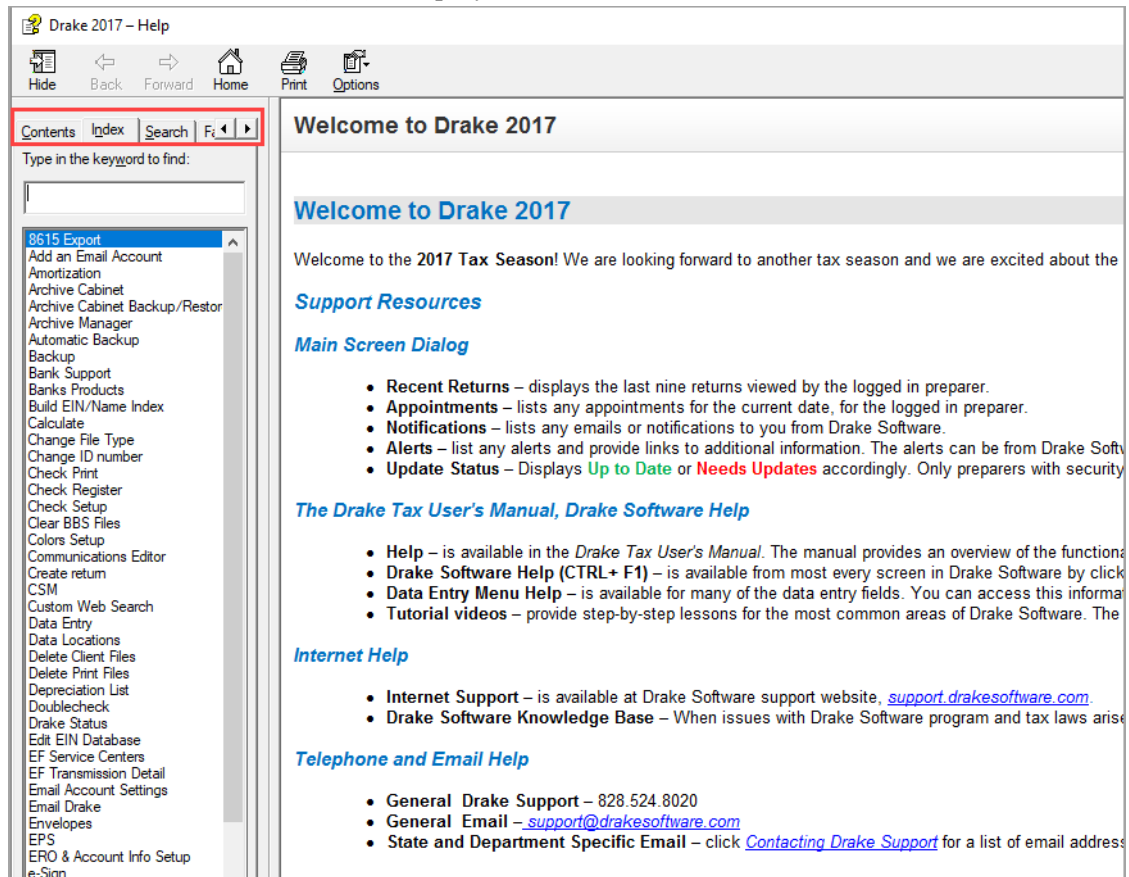 Drake 2017 – Help
Hide Back Forward Home Print Options
Contents Index Search
Type in the keyword to find:
8615 Export
Add an Email Account
Amortization
Archive Cabinet
Archive Cabinet Backup/Restor
Archive Manager
Automatic Backup
Backup
Bank Support
Banks Products
Build EIN/Name Index
Calculate
Change File Type
Change ID number
Check Print
Check Register
Check Setup
Clear BBS Files
Colors Setup
Communications Editor
Create return
CSM
Custom Web Search
Data Entry
Data Locations
Delete Client Files
Delete Print Files
Depreciation List
Doublecheck
Drake Status
Edit EIN Database
EF Service Centers
EF Transmission Detail
Email Account Settings
Email Drake
Envelopes
EPS
ERO & Account Info Setup
e-Sign
Welcome to Drake 2017
Welcome to Drake 2017
Welcome to the 2017 Tax Season! We are looking forward to another tax season and we are excited about the
Support Resources
Main Screen Dialog
• Recent Returns – displays the last nine returns viewed by the logged in preparer.
• Appointments – lists any appointments for the current date, for the logged in preparer.
• Notifications – lists any emails or notifications to you from Drake Software.
• Alerts – list any alerts and provide links to additional information. The alerts can be from Drake Softw
• Update Status – Displays Up to Date or Needs Updates accordingly. Only preparers with security
The Drake Tax User's Manual, Drake Software Help
• Help – is available in the Drake Tax User's Manual. The manual provides an overview of the functiona
• Drake Software Help (CTRL+ F1) – is available from most every screen in Drake Software by click
• Data Entry Menu Help – is available for many of the data entry fields. You can access this informa
• Tutorial videos – provide step-by-step lessons for the most common areas of Drake Software. The
Internet Help
• Internet Support – is available at Drake Software support website, support.drakesoftware.com.
• Drake Software Knowledge Base – When issues with Drake Software program and tax laws arise
Telephone and Email Help
• General Drake Support – 828.524.8020
• General Email – support@drakesoftware.com
• State and Department Specific Email – click Contacting Drake Support for a list of email address